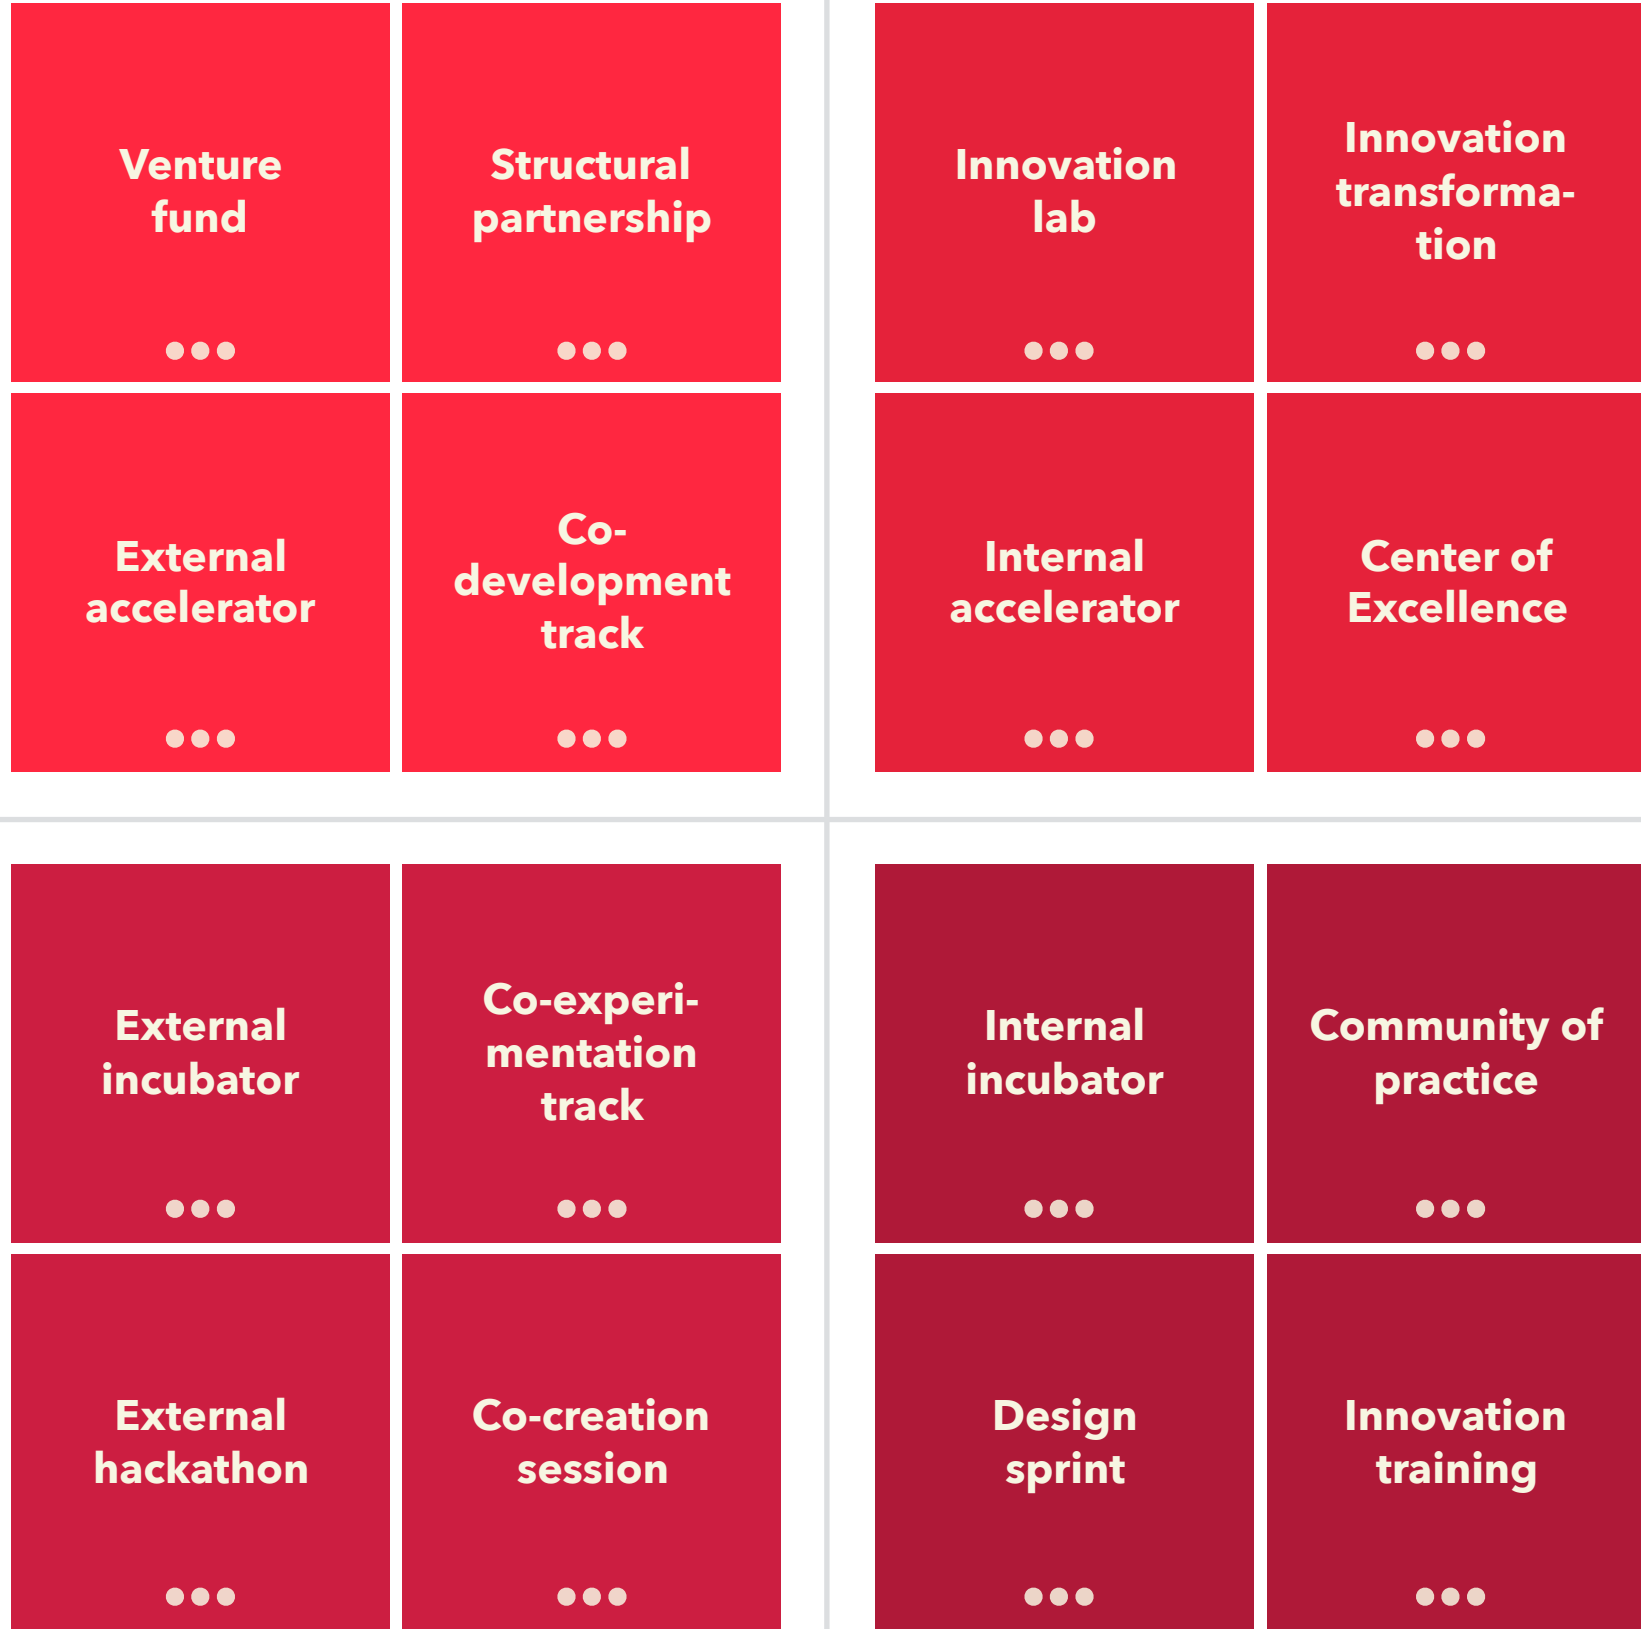 Venture
fund
Structural
partnership
Innovation
lab
Innovation
transforma-
tion
External
accelerator
Co-
development
track
Internal
accelerator
Center of
Excellence
External
incubator
Co-experi-
mentation
track
Internal
incubator
Community of
practice
External
hackathon
Co-creation
session
Design
sprint
Innovation
training